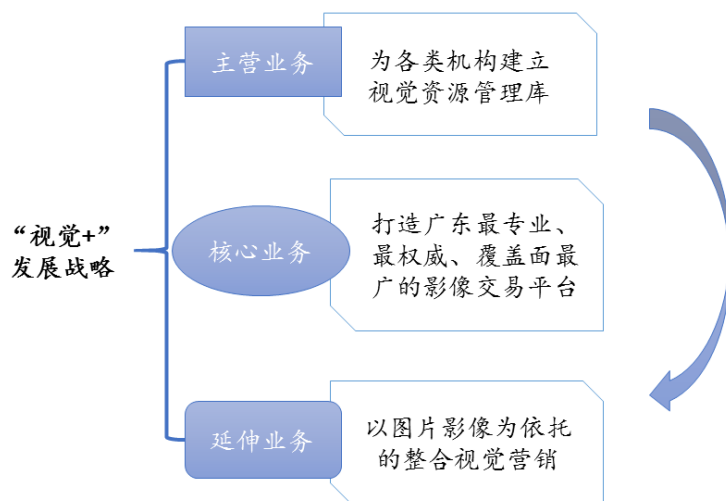 主营业务
为各类机构建立
视觉资源管理库
“视觉+”
发展战略
核心业务
打造广东最专业、
最权威、覆盖面最
广的影像交易平台
延伸业务
以图片影像为依托
的整合视觉营销